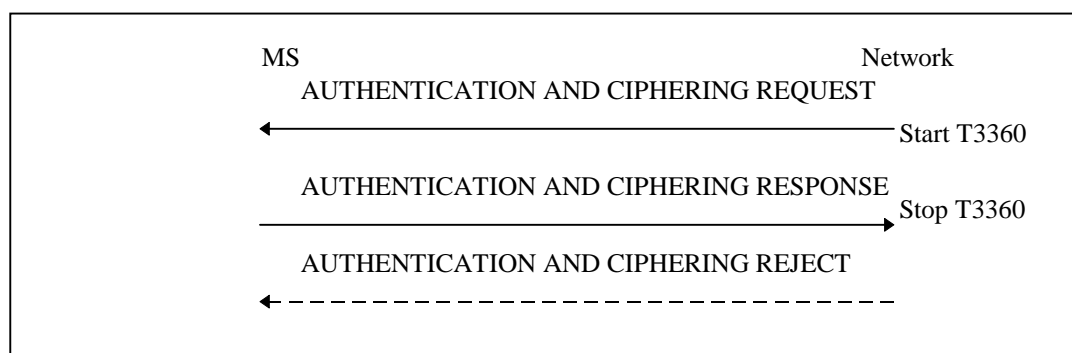 MS Network
AUTHENTICATION AND CIPHERING REQUEST
Start T3360
AUTHENTICATION AND CIPHERING RESPONSE
Stop T3360
AUTHENTICATION AND CIPHERING REJECT